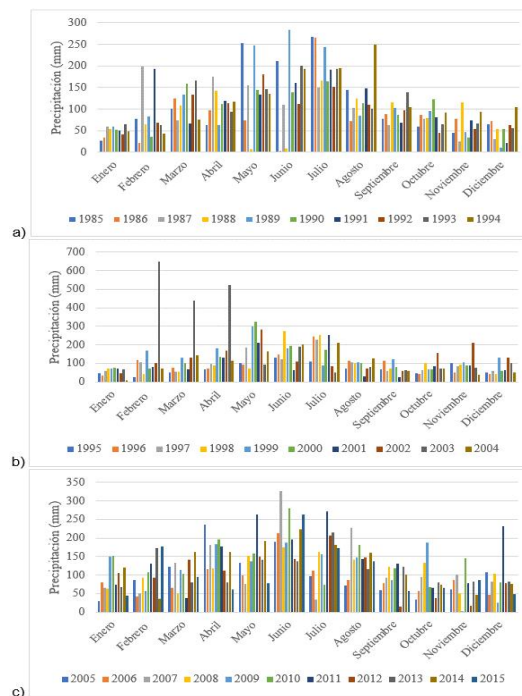 Precipitación (mm)
300
250
200
150
100
50
0
Enero Febrero Marzo Abril Mayo Junio Julio Agosto Septiembre Octubre Noviembre Diciembre
1985 1986 1987 1988 1989 1990 1991 1992 1993 1994
a)
Precipitación (mm)
700
600
500
400
300
200
100
0
Enero Febrero Marzo Abril Mayo Junio Julio Agosto Septiembre Octubre Noviembre Diciembre
1995 1996 1997 1998 1999 2000 2001 2002 2003 2004
b)
Precipitación (mm)
350
300
250
200
150
100
50
0
Enero Febrero Marzo Abril Mayo Junio Julio Agosto Septiembre Octubre Noviembre Diciembre
2005 2006 2007 2008 2009 2010 2011 2012 2013 2014 2015
c)